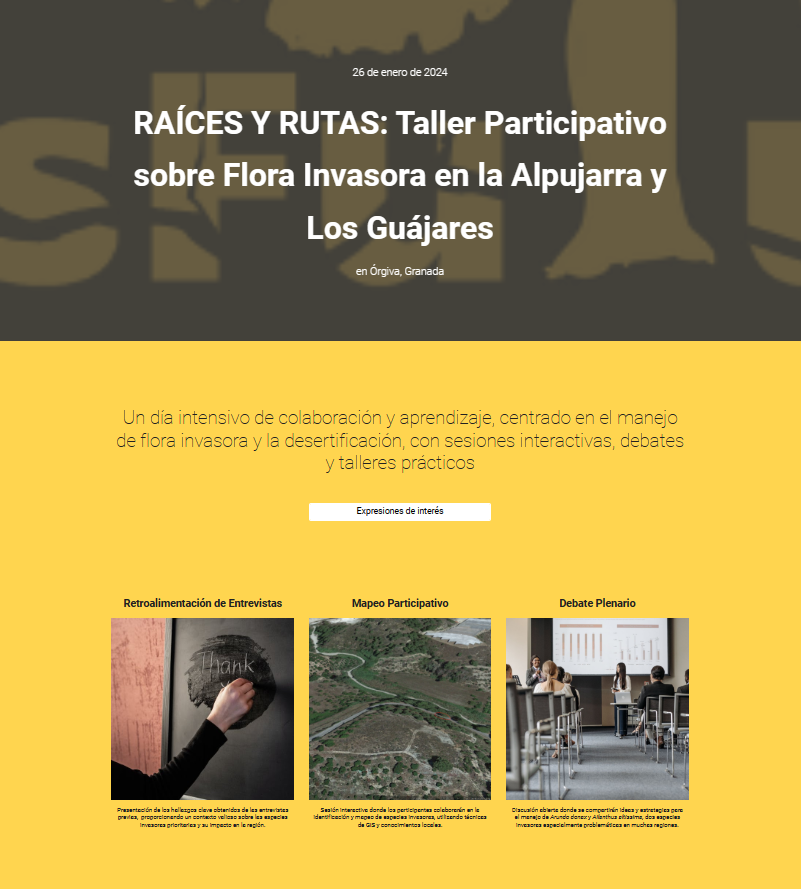 26 de enero de 2024
RAÍCES Y RUTAS: Taller Participativo
sobre Flora Invasora en la Alpujarra y
Los Guájares
en Órgiva, Granada
Un día intensivo de colaboración y aprendizaje, centrado en el manejo
de flora invasora y la desertificación, con sesiones interactivas, debates
y talleres prácticos
Expresiones de interés
Retroalimentación de Entrevistas
Mapeo Participativo
Debate Plenario
Thank
Presentación de los hallazgos clave obtenidos de las entrevistas
previas, proporcionando un contexto valioso sobre las especies
invasoras prioritarias y su impacto en la región.
Sesión interactiva donde los participantes colaborarán en la
identificación y mapeo de especies invasoras, utilizando técnicas
de GIS y conocimientos locales.
Discusión abierta donde se compartirán ideas y estrategias para
el manejo de Arundo donax y Ailanthus altissima, dos especies
invasoras especialmente problemáticas en muchas regiones.